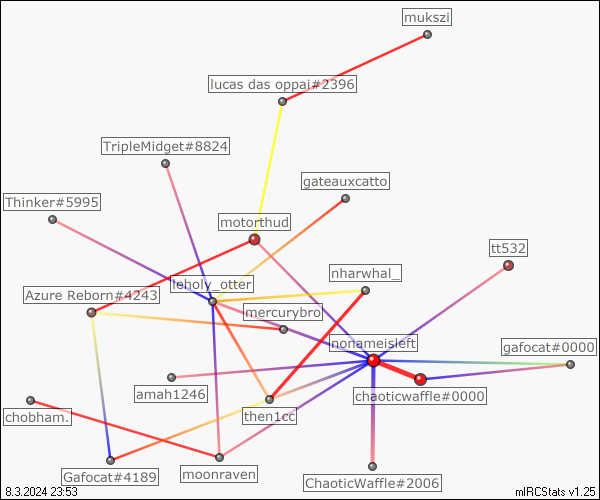 mukszi
lucas das oppai#2396
TripleMidget#8824
gateauxcatto
Thinker#5995
motorthud
tt532
nharwhal_
leholy_otter
Azure Reborn#4243
mercurybro
nonameisleft
gafocat#0000
amah1246
chaoticwaffle#0000
chobham.
then1cc
moonraven
Gafocat#4189
ChaoticWaffle#2006
8.3.2024 23:53
mIRCStats v1.25